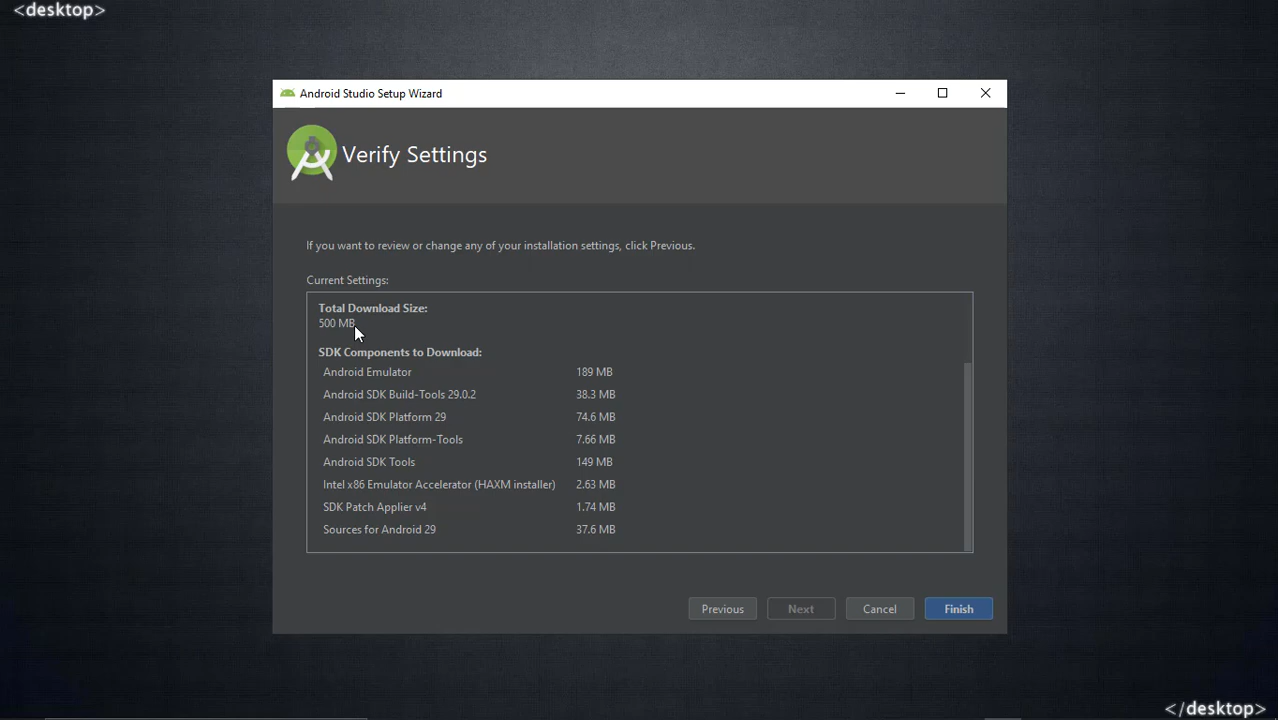 <desktop>
Android Studio Setup Wizard
Verify Settings
If you want to review or change any of your installation settings, click Previous.
Current Settings:
Total Download Size:
500 MB
SDK Components to Download:
Android Emulator 189 MB
Android SDK Build-Tools 29.0.2 38.3 MB
Android SDK Platform 29 74.6 MB
Android SDK Platform-Tools 7.66 MB
Android SDK Tools 149 MB
Intel x86 Emulator Accelerator (HAXM installer) 2.63 MB
SDK Patch Applier v4 1.74 MB
Sources for Android 29 37.6 MB
Previous Next Cancel Finish
</desktop>